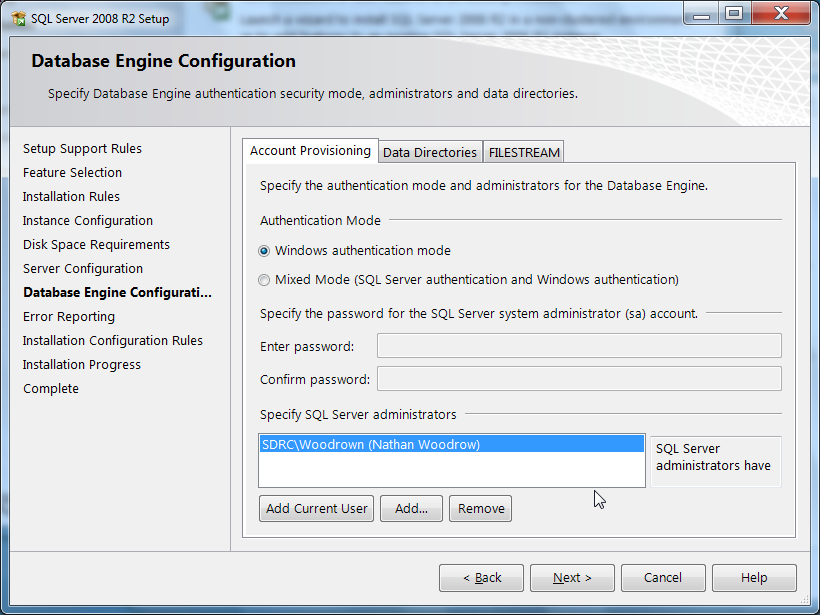 SQL Server 2008 R2 Setup
Database Engine Configuration
Specify Database Engine authentication security mode, administrators and data directories.
Setup Support Rules
Feature Selection
Installation Rules
Instance Configuration
Disk Space Requirements
Server Configuration
Database Engine Configurati...
Error Reporting
Installation Configuration Rules
Installation Progress
Complete
Account Provisioning Data Directories FILESTREAM
Specify the authentication mode and administrators for the Database Engine.
Authentication Mode
Windows authentication mode
Mixed Mode (SQL Server authentication and Windows authentication)
Specify the password for the SQL Server system administrator (sa) account.
Enter password:
Confirm password:
Specify SQL Server administrators
SDRC\Woodrown (Nathan Woodrow)
SQL Server
administrators have
Add Current User Add... Remove
< Back Next > Cancel Help